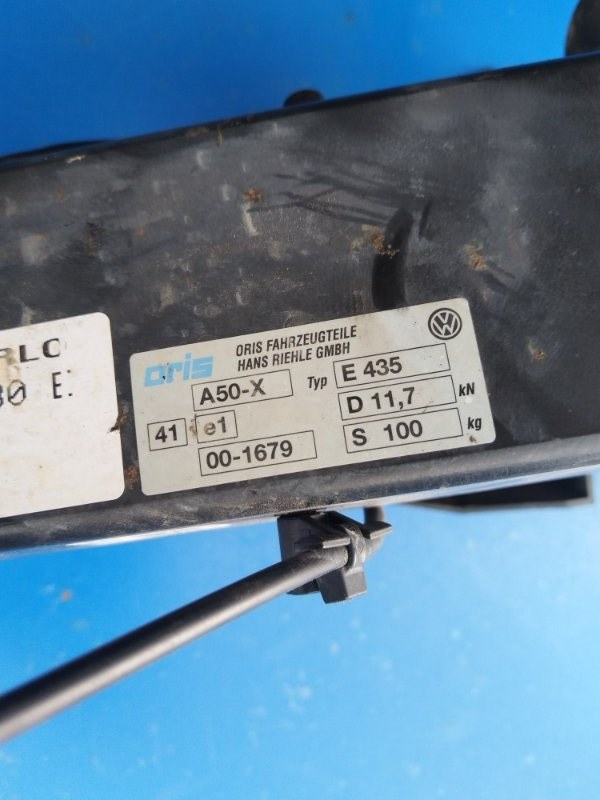 oris
ORIS FAHRZEUGTEILE
HANS RIEHLE GMBH
A50-X
Typ E 435
41 e1
D 11,7 kN
00-1679
S 100 kg
E: